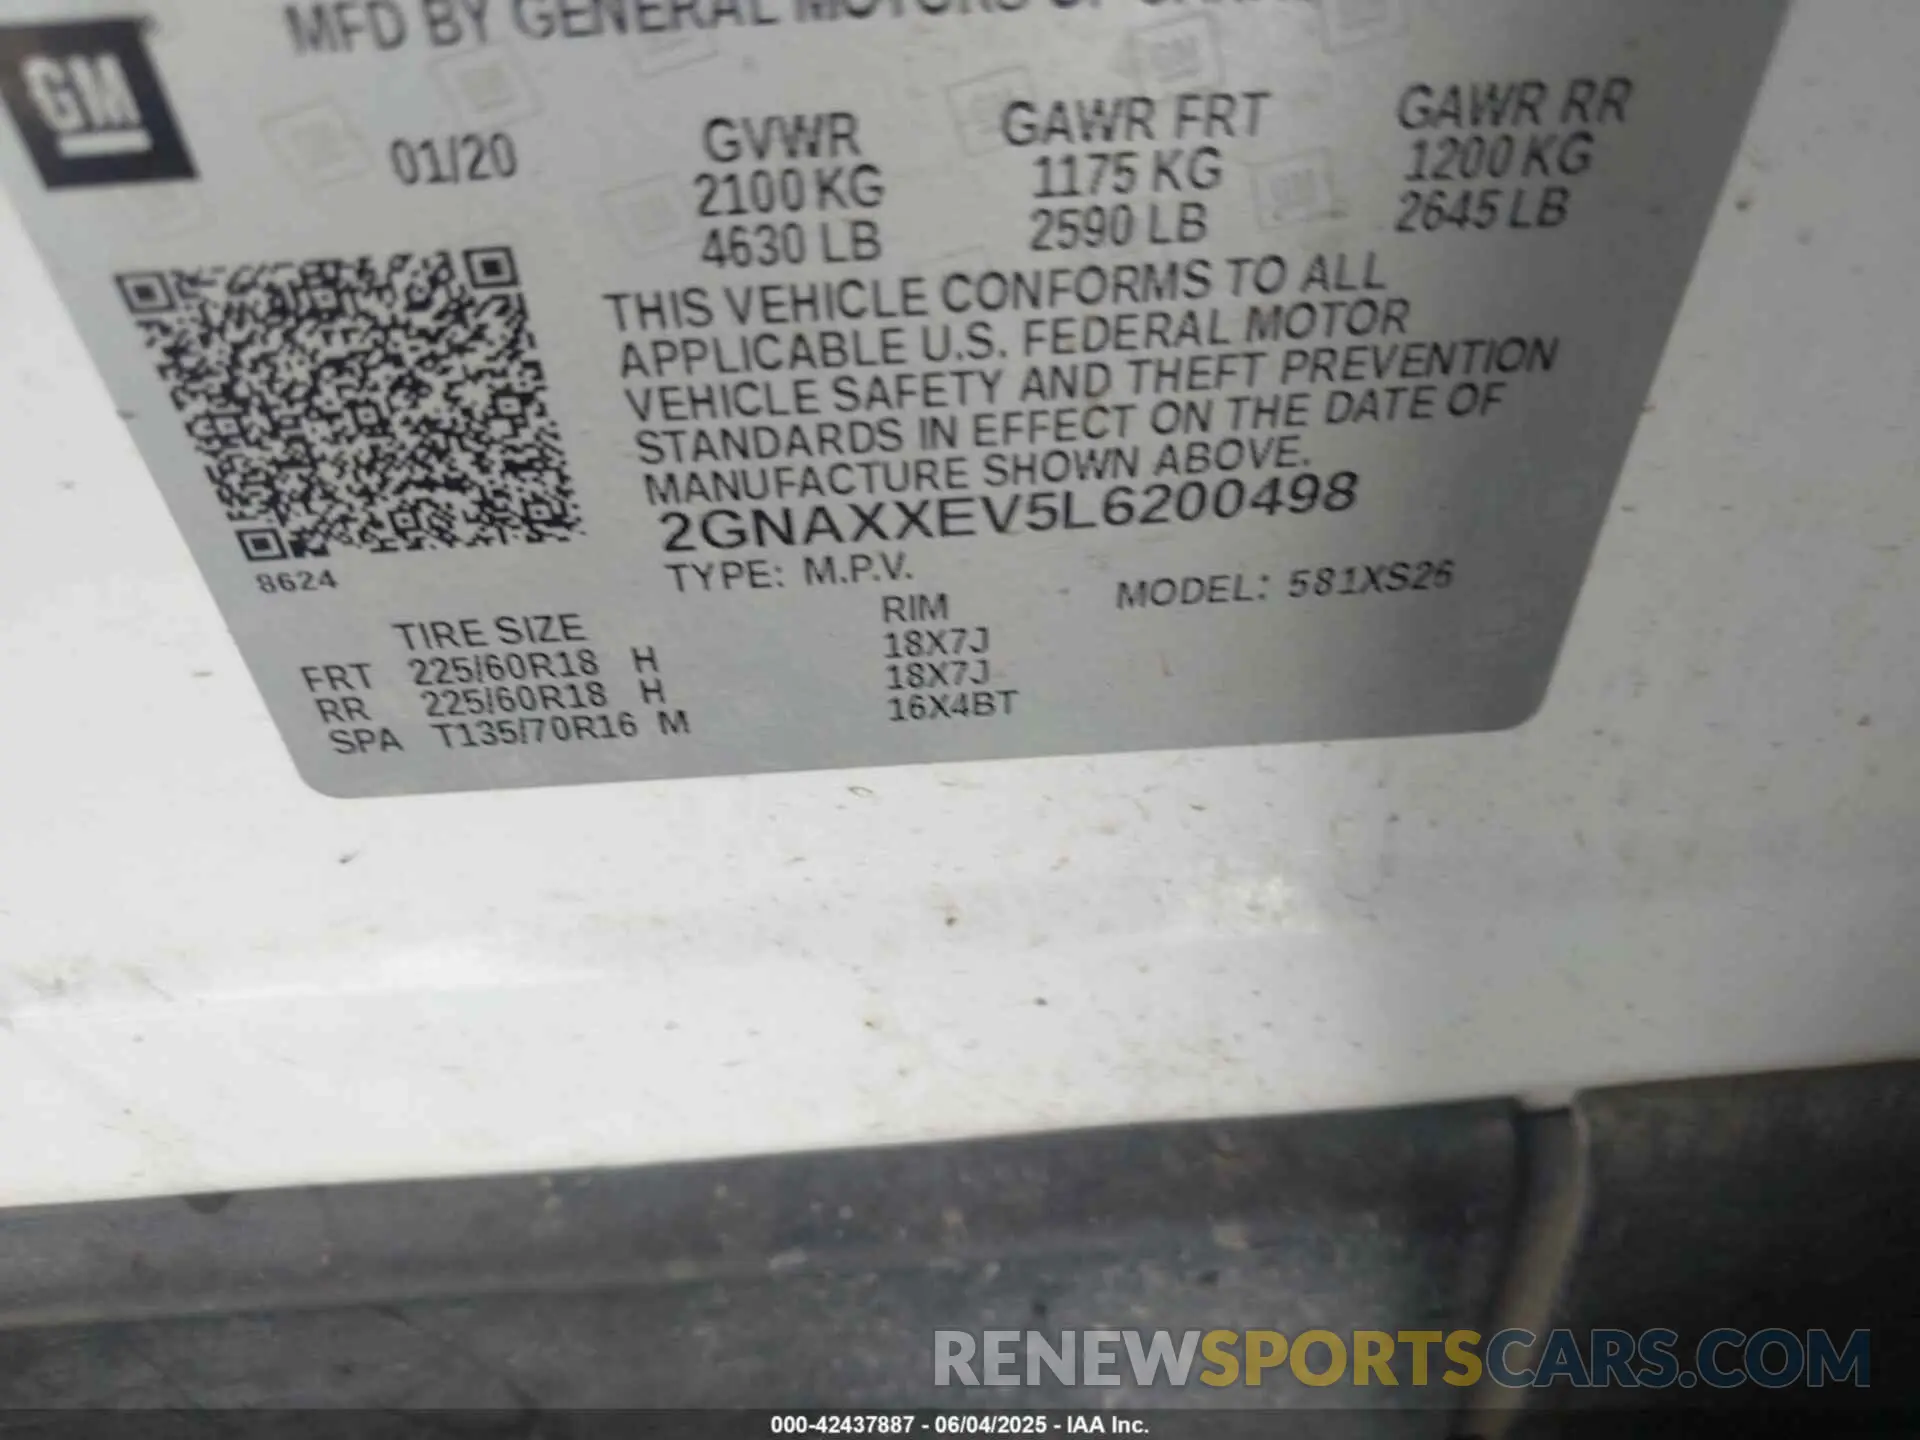 MFD BY GENERAL MOTORS OF
GM
01/20
GVWR
2100 KG
4630 LB
GAWR FRT
1175 KG
2590 LB
GAWR RR
1200 KG
2645 LB
THIS VEHICLE CONFORMS TO ALL
APPLICABLE U.S. FEDERAL MOTOR
VEHICLE SAFETY AND THEFT PREVENTION
STANDARDS IN EFFECT ON THE DATE OF
MANUFACTURE SHOWN ABOVE.
2GNAXXEV5L6200498
TYPE: M.P.V. MODEL: 581XS26
8624
TIRE SIZE RIM
FRT 225/60R18 H 18X7J
RR 225/60R18 H 18X7J
SPA T135/70R16 M 16X4BT
RENEWSPORTSCARS.COM
000-42437887 - 06/04/2025 - IAA Inc.